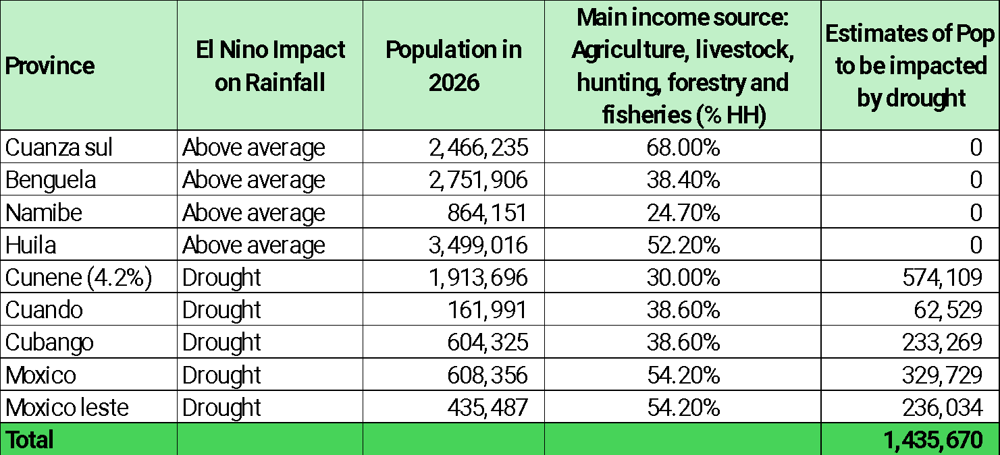 Province
El Nino Impact
on Rainfall
Population in
2026
Main income source:
Agriculture, livestock,
hunting, forestry and
fisheries (% HH)
Estimates of Pop
to be impacted
by drought
Cuanza sul Above average 2,466,235 68.00% 0
Benguela Above average 2,751,906 38.40% 0
Namibe Above average 864,151 24.70% 0
Huila Above average 3,499,016 52.20% 0
Cunene (4.2%) Drought 1,913,696 30.00% 574,109
Cuando Drought 161,991 38.60% 62,529
Cubango Drought 604,325 38.60% 233,269
Moxico Drought 608,356 54.20% 329,729
Moxico leste Drought 435,487 54.20% 236,034
Total 1,435,670